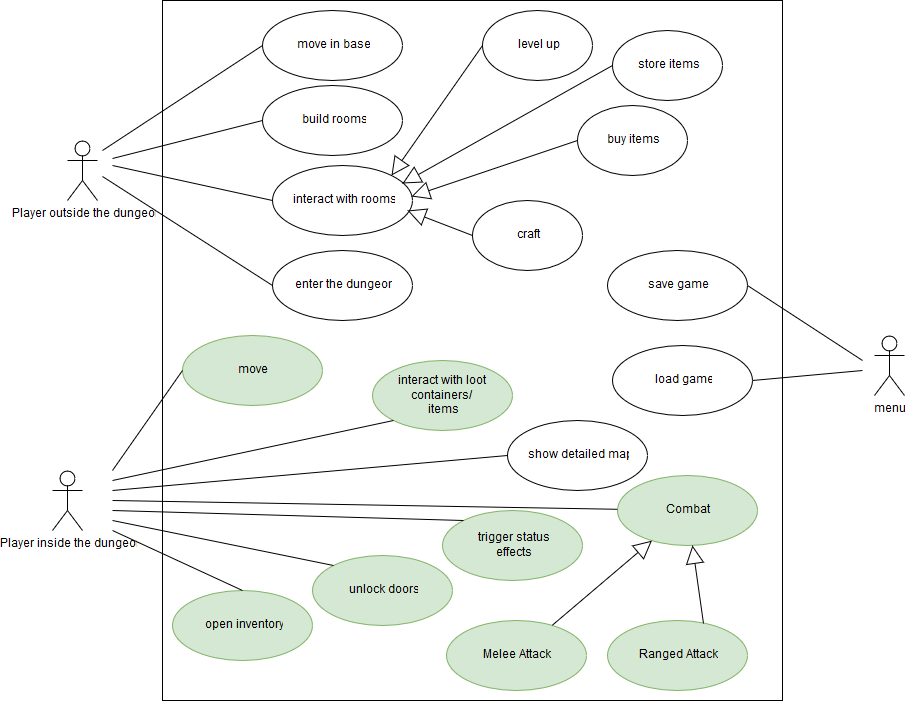 move in base
level up
store items
build rooms
buy items
Player outside the dungeo
interact with rooms
craft
enter the dungeor
save game
move
load game
interact with loot
containers/
items
menu
show detailed map
Combat
Player inside the dungeo
trigger status
effects
unlock doors
open inventory
Melee Attack
Ranged Attack